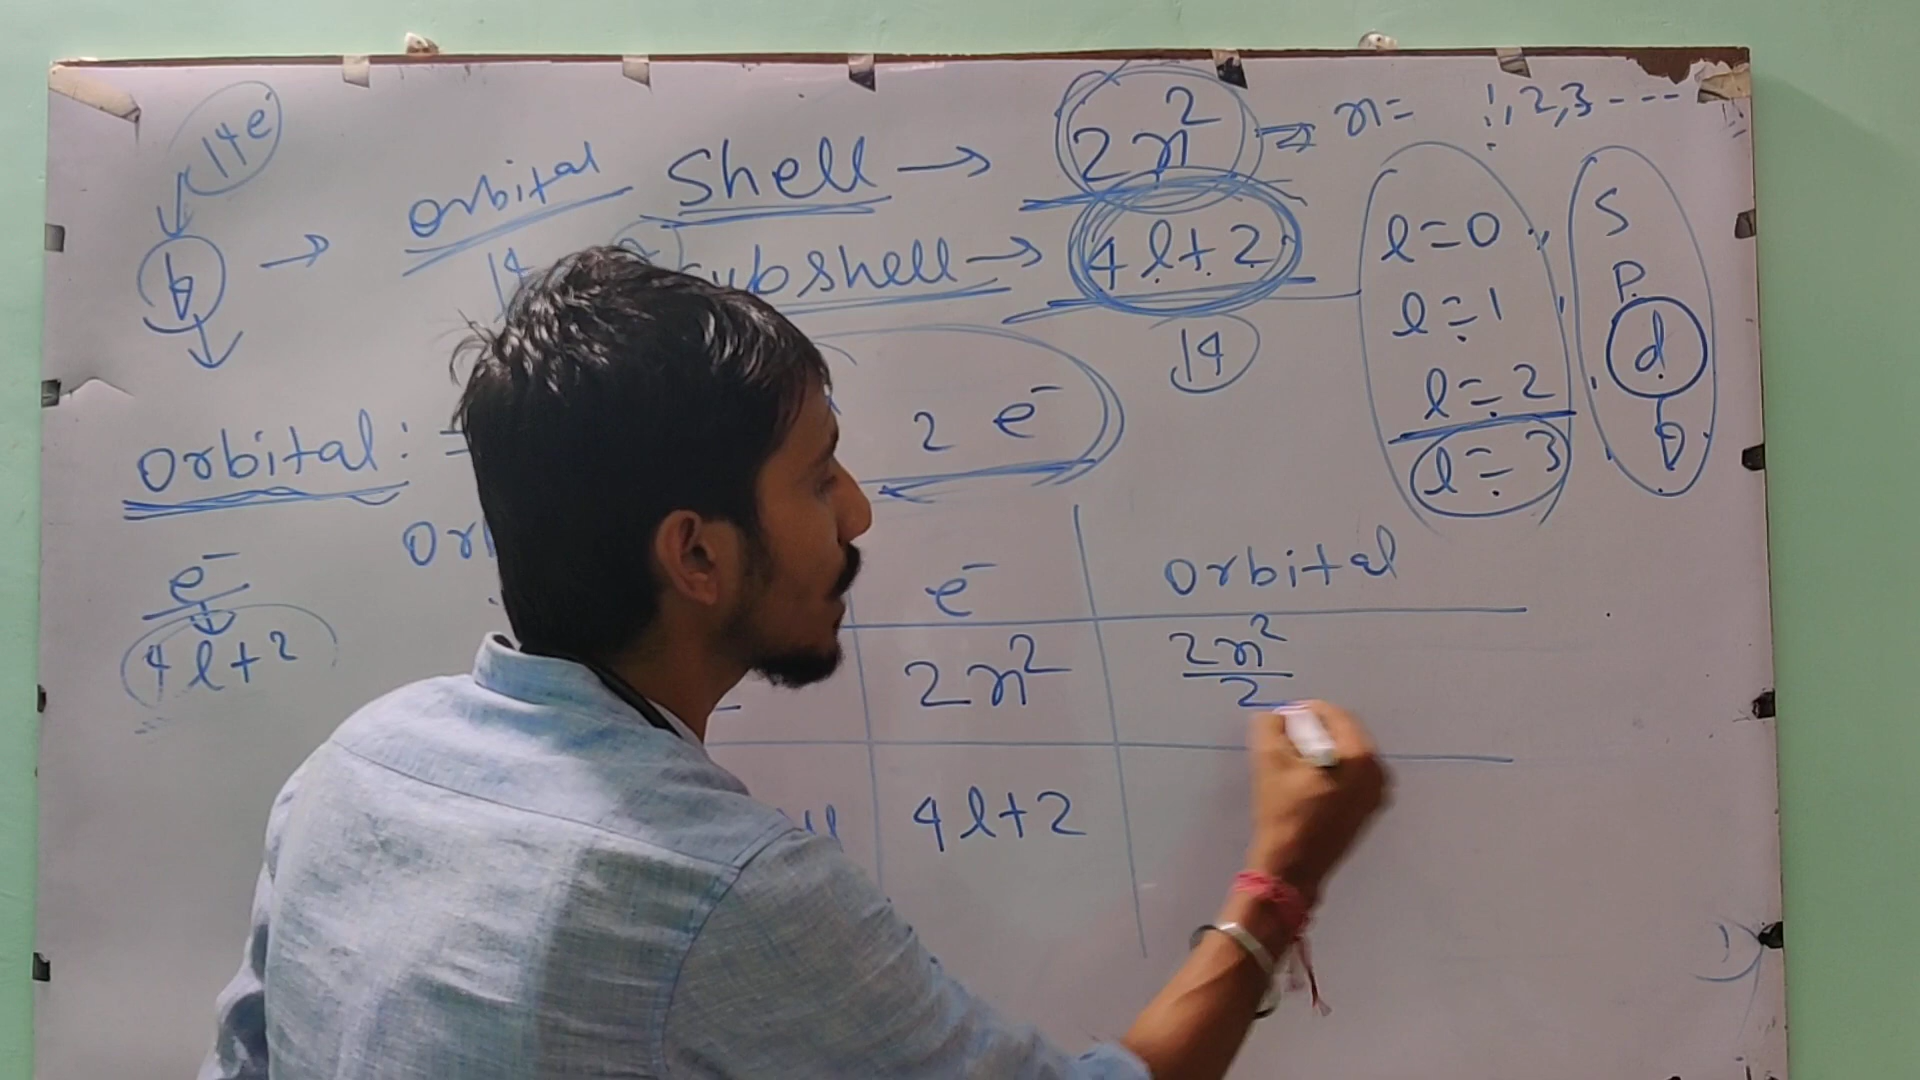 14e⁻
orbital Shell → 2n² → n= 1,2,3----
→ 14 subshell → 4l+2
14
l=0 S
l=1 P
l=2 d
l=3
orbital : 2 e⁻
e⁻
4l+2
e⁻ orbital
2n² 2n²/2
4l+2